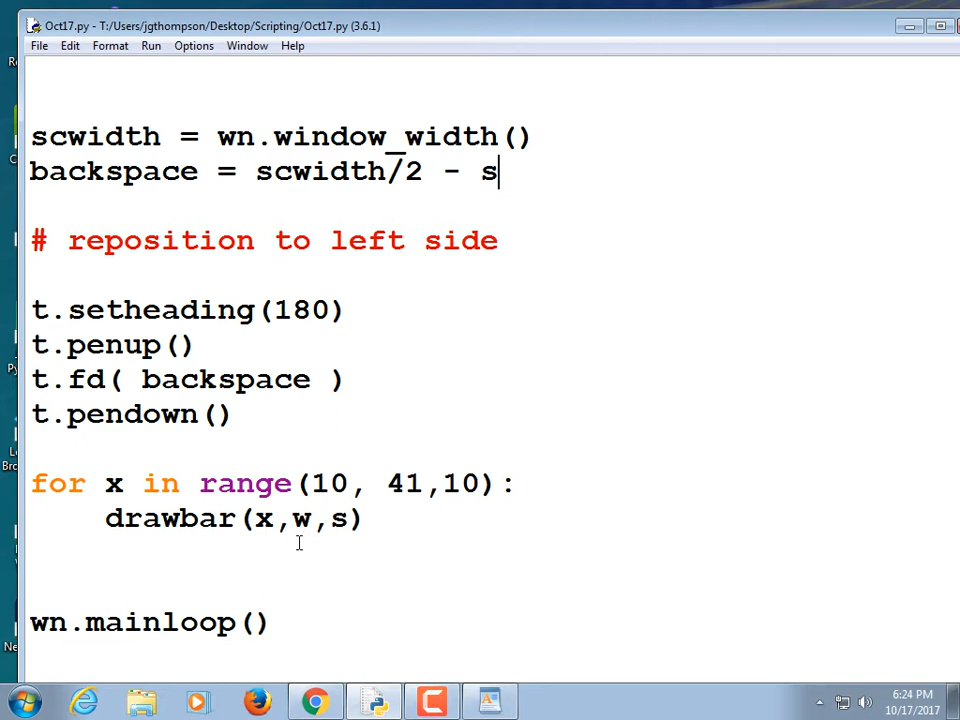 Oct17.py - T:/Users/jgthompson/Desktop/Scripting/Oct17.py (3.6.1)
File Edit Format Run Options Window Help
scwidth = wn.window_width()
backspace = scwidth/2 - s
# reposition to left side
t.setheading(180)
t.penup()
t.fd( backspace )
t.pendown()
for x in range(10, 41,10):
drawbar(x,w,s)
wn.mainloop()
6:24 PM
10/17/2017